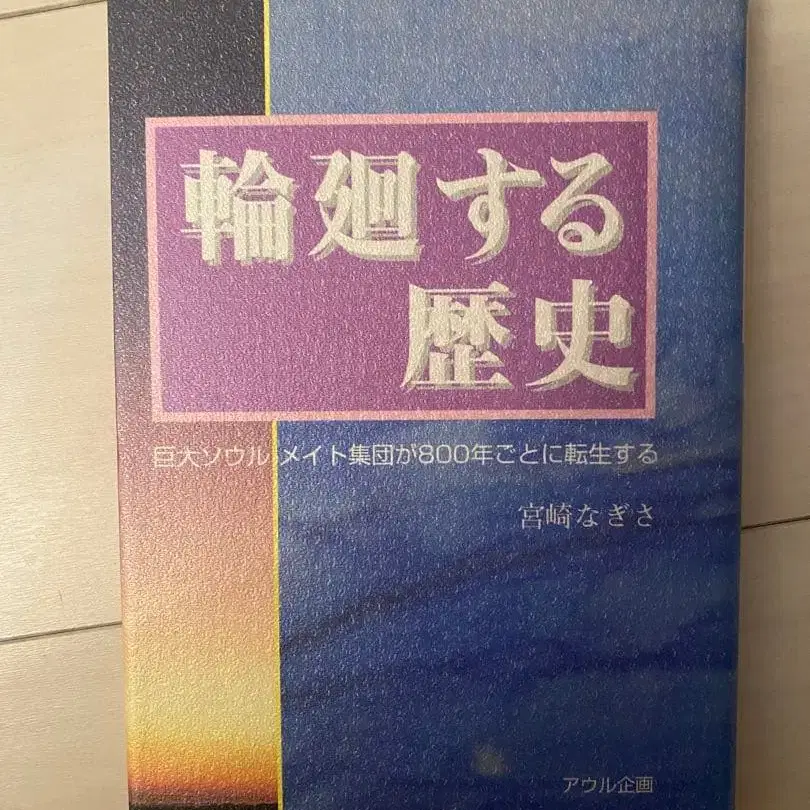 輪廻する
歴史
巨大ソウルメイト集団が800年ごとに転生する
宮崎なぎさ
アウル企画